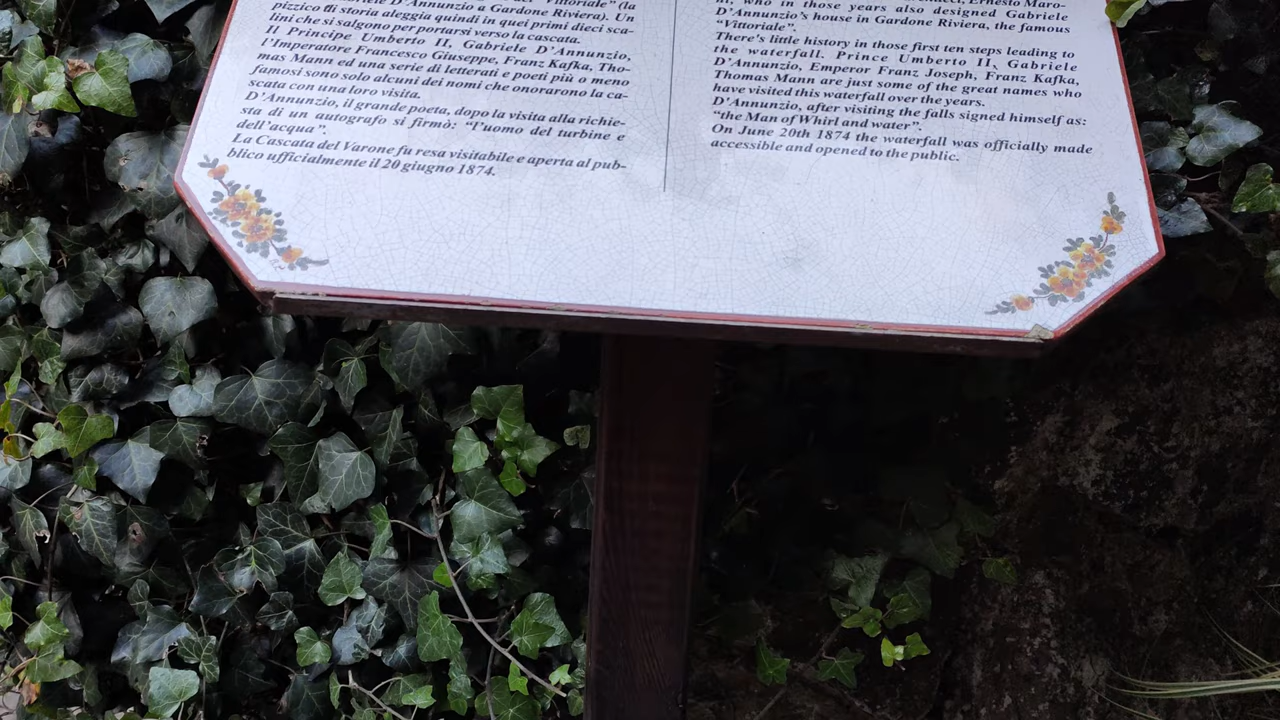 Gabriele D'Annunzio a Gardone Riviera). Un
pizzico di storia aleggia quindi in quei primi dieci sca-
lini che si salgono per portarsi verso la cascata.
Il Principe Umberto II, Gabriele D'Annunzio,
l'Imperatore Francesco Giuseppe, Franz Kafka, Tho-
mas Mann ed una serie di letterati e poeti più o meno
famosi sono solo alcuni dei nomi che onorarono la ca-
scata con una loro visita.
D'Annunzio, il grande poeta, dopo la visita alla richie-
sta di un autografo si firmò: “l'uomo del turbine e
dell'acqua”.
La Cascata del Varone fu resa visitabile e aperta al pub-
blico ufficialmente il 20 giugno 1874.
Ernesto Maro-
who in those years also designed Gabriele
D'Annunzio's house in Gardone Riviera, the famous
“Vittoriale”.
There's little history in those first ten steps leading to
the waterfall. Prince Umberto II, Gabriele
D'Annunzio, Emperor Franz Joseph, Franz Kafka,
Thomas Mann are just some of the great names who
have visited this waterfall over the years.
D'Annunzio, after visiting the falls signed himself as:
“the Man of Whirl and water”.
On June 20th 1874 the waterfall was officially made
accessible and opened to the public.